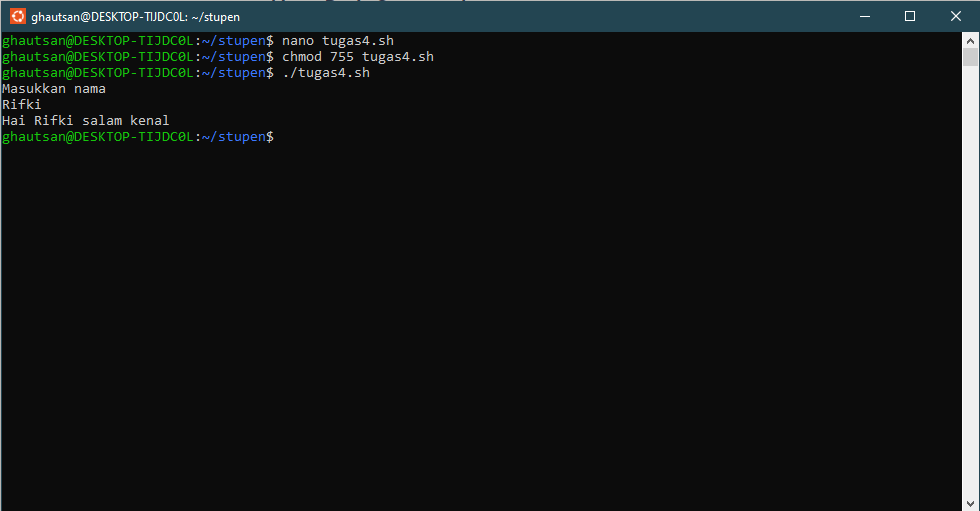 ghautsan@DESKTOP-TIJDC0L: ~/stupen
ghautsan@DESKTOP-TIJDC0L:~/stupen$ nano tugas4.sh
ghautsan@DESKTOP-TIJDC0L:~/stupen$ chmod 755 tugas4.sh
ghautsan@DESKTOP-TIJDC0L:~/stupen$ ./tugas4.sh
Masukkan nama
Rifki
Hai Rifki salam kenal
ghautsan@DESKTOP-TIJDC0L:~/stupen$